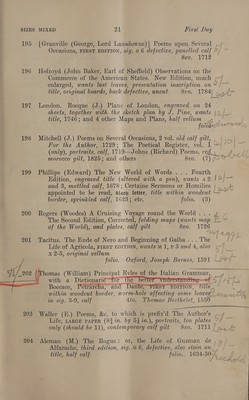 SIZES MIXED 21 First Day
195 [Granville (George, Lord Lansdowne)] Poems upon Several
Occasions, FIRST EDITION, sig. a 6 defective, panelled calf
8vo. 1712
196 Holroyd (John Baker, Earl of Sheffield) Observations on the
Commerce of the American States. New Edition, much
enlarged, wants last leaves, presentation inscription on
title, original boards, back defective, uncut 8vo. 1784
197 London. Rocque (J.) Plans of London, engraved on 24
sheets, together with the sketch plan by J. Pine, wants
title, 1746; and 4 other Maps and Plans, half vellum
folio
198 Mitchell (J.) Poems on Several Occasions, 2 vol. old calf gilt,
For the Author, 1729; The Poetical Register, vol. I
(only), portraits, calf, 1719—Johns (Richard) Poems, red
morocco gilt, 1825; and others 8vo. (7)
199 Phillips (Edward) The New World of Words . . . Fourth
Edition, engraved title (altered with a pen), wants a 2
and 3, mottled calf, 1678; Certaine Sermons or Homilies
appointed to be read, black letter, title within woodcut
border, sprinkled calf, 1623; etc. folio. (3)
200 Rogers (Woodes) A Cruising Voyage round the World . . .
The Second Edition, Corrected, folding maps (wants map
of the World), and plates, calf gilt 8vo. 1726
201 Tacitus. The Ende of Nero and Beginning of Galba . . . The
Life of Agricola, FIRST EDITION, wants a 1, P 3 and 4, also
x 2-5, original vellum
folio. Oxford, Joseph Barnes, 1591
202 Thomas (William) Principal Rules of the Italian Grammar,
with a Dictionarie for the better understanding of
Boccace, Petrarcha, and Dante, FIRST EDITION, title
within woodcut border, worm-hole affecting some leaves
in sig. 3-9, calf 4to. Thomas Berthelet, 1550
203 Waller (E.) Poems, &c. to which is prefix'd The Author's
Life, LARGE PAPER (8¾ in. by 5¾ in.), portraits, ten plates
only (should be 11), contemporary calf gilt 8vo. 1711
204 Aleman (M.) The Rogue: or, the Life of Guzman de
Alfarache, third edition, sig. a 6, defective, also stain on
title, half calf folio. 1634-30